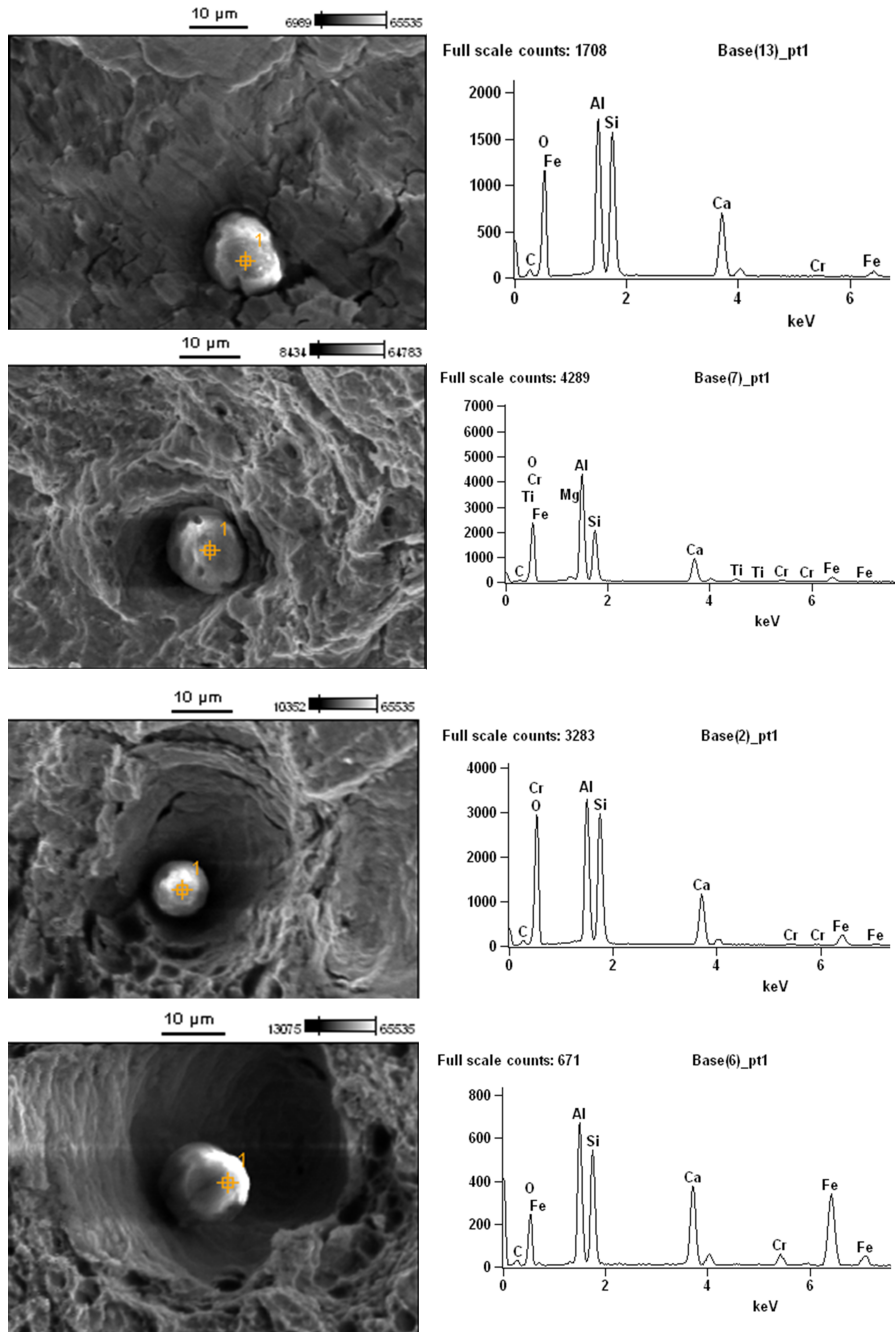 10 µm
6989 65535
1
Full scale counts: 1708 Base(13)_pt1
2000
1500
1000
500
0
O
Fe
C
Al
Si
Ca
Cr
Fe
0 2 4 6
keV
10 µm
8434 64783
1
Full scale counts: 4289 Base(7)_pt1
7000
6000
5000
4000
3000
2000
1000
0
O
Cr
Ti
Fe
C
Mg
Al
Si
Ca
Ti Ti Cr Cr Fe Fe
0 2 4 6
keV
10 µm
10352 65535
1
Full scale counts: 3283 Base(2)_pt1
4000
3000
2000
1000
0
Cr
O
C
Al
Si
Ca
Cr Cr Fe Fe
0 2 4 6
keV
10 µm
13075 65535
1
Full scale counts: 671 Base(6)_pt1
800
600
400
200
0
O
Fe
C
Al
Si
Ca
Cr
Fe
Fe
0 2 4 6
keV